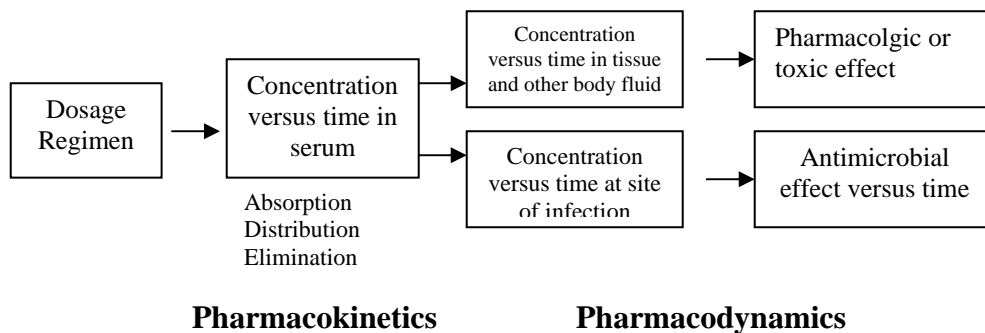 Dosage
Regimen
Concentration
versus time in
serum
Absorption
Distribution
Elimination
Concentration
versus time in tissue
and other body fluid
Pharmacolgic or
toxic effect
Concentration
versus time at site
of infection
Antimicrobial
effect versus time
Pharmacokinetics
Pharmacodynamics